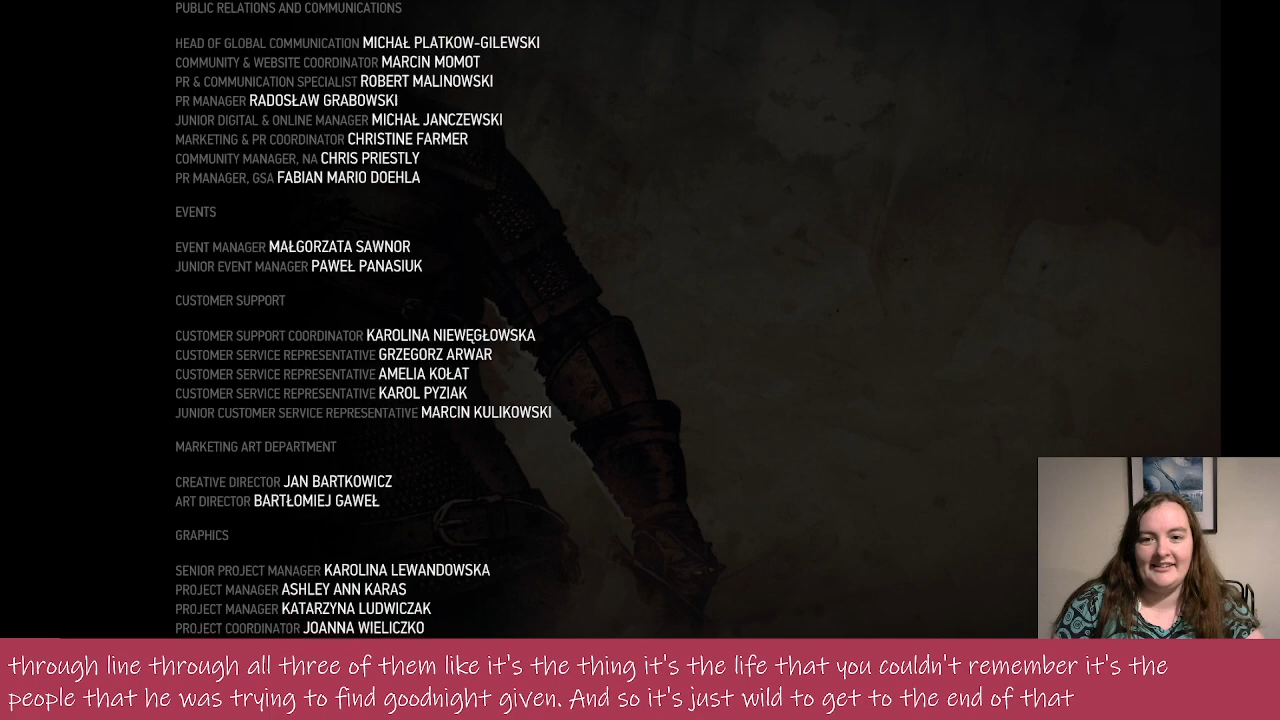 PUBLIC RELATIONS AND COMMUNICATIONS
HEAD OF GLOBAL COMMUNICATION MICHAŁ PLATKOW-GILEWSKI
COMMUNITY & WEBSITE COORDINATOR MARCIN MOMOT
PR & COMMUNICATION SPECIALIST ROBERT MALINOWSKI
PR MANAGER RADOSŁAW GRABOWSKI
JUNIOR DIGITAL & ONLINE MANAGER MICHAŁ JANCZEWSKI
MARKETING & PR COORDINATOR CHRISTINE FARMER
COMMUNITY MANAGER, NA CHRIS PRIESTLY
PR MANAGER, GSA FABIAN MARIO DOEHLA
EVENTS
EVENT MANAGER MAŁGORZATA SAWNOR
JUNIOR EVENT MANAGER PAWEŁ PANASIUK
CUSTOMER SUPPORT
CUSTOMER SUPPORT COORDINATOR KAROLINA NIEWĘGŁOWSKA
CUSTOMER SERVICE REPRESENTATIVE GRZEGORZ ARWAR
CUSTOMER SERVICE REPRESENTATIVE AMELIA KOŁAT
CUSTOMER SERVICE REPRESENTATIVE KAROL PYZIAK
JUNIOR CUSTOMER SERVICE REPRESENTATIVE MARCIN KULIKOWSKI
MARKETING ART DEPARTMENT
CREATIVE DIRECTOR JAN BARTKOWICZ
ART DIRECTOR BARTŁOMIEJ GAWEŁ
GRAPHICS
SENIOR PROJECT MANAGER KAROLINA LEWANDOWSKA
PROJECT MANAGER ASHLEY ANN KARAS
PROJECT MANAGER KATARZYNA LUDWICZAK
PROJECT COORDINATOR JOANNA WIELICZKO
through line through all three of them like it's the thing it's the life that you couldn't remember it's the
people that he was trying to find goodnight given. And so it's just wild to get to the end of that